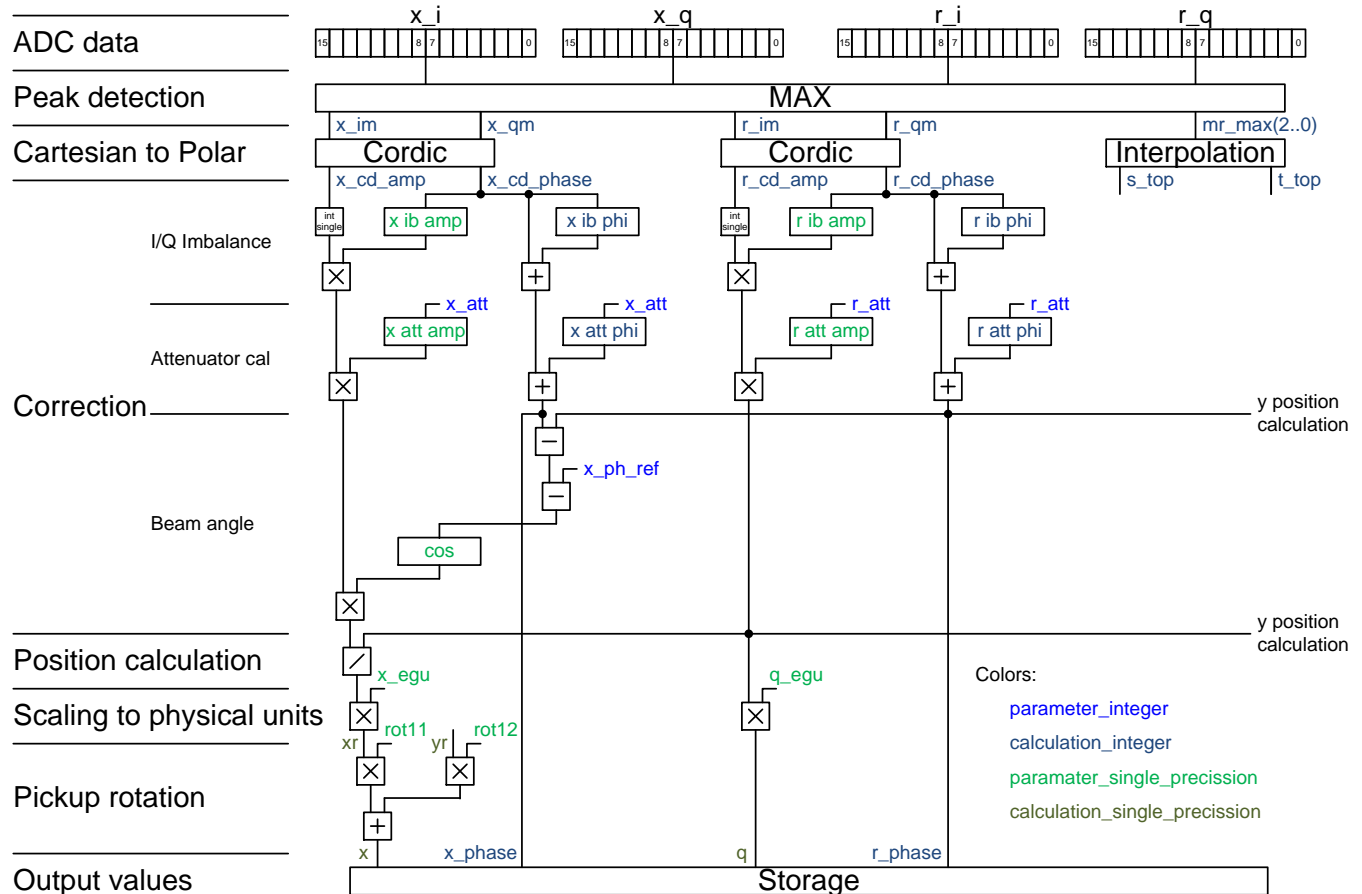 x_i x_q r_i r_q
ADC data
15 8 7 0 15 8 7 0 15 8 7 0 15 8 7 0
Peak detection MAX
x_im x_qm r_im r_qm mr_max(2..0)
Cartesian to Polar Cordic Cordic Interpolation
x_cd_amp x_cd_phase r_cd_amp r_cd_phase s_top t_top
int single x ib amp x ib phi int single r ib amp r ib phi
I/Q Imbalance
× + × +
x_att x_att r_att r_att
x att amp x att phi r att amp r att phi
Attenuator cal
× + × +
Correction
y position
calculation
−
x_ph_ref
−
Beam angle
cos
×
y position
calculation
Position calculation /
x_egu q_egu
Scaling to physical units × ×
xr rot11 yr rot12
× ×
Pickup rotation
+
x x_phase q r_phase
Output values Storage
Colors:
parameter_integer
calculation_integer
paramater_single_precission
calculation_single_precission